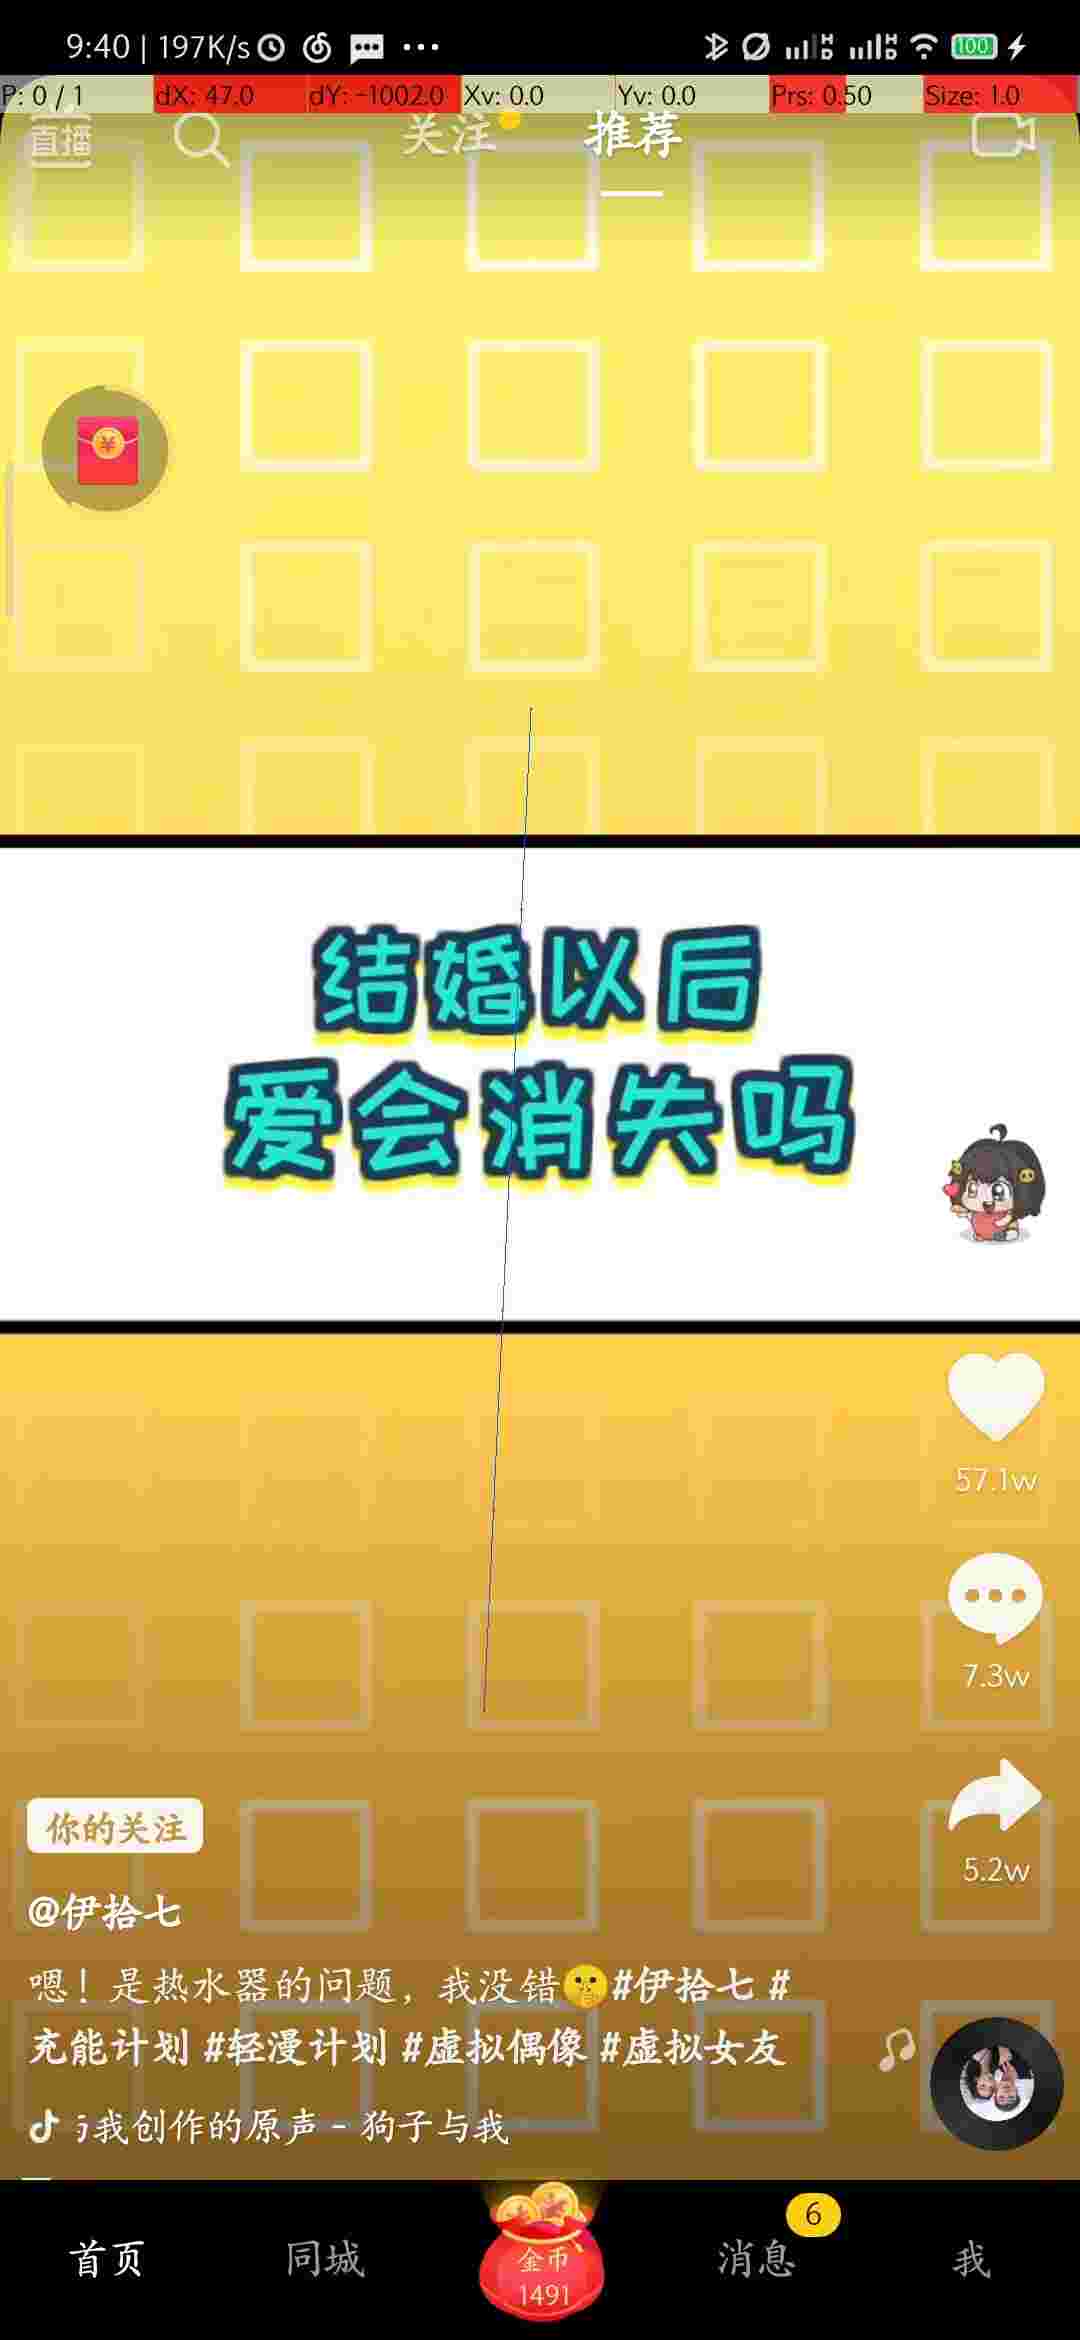 9:40 | 197K/s
100
P: 0 / 1 dX: 47.0 dY: -1002.0 Xv: 0.0 Yv: 0.0 Prs: 0.50 Size: 1.0
直播 关注 推荐
结婚以后
爱会消失吗
57.1w
7.3w
5.2w
你的关注
@伊拾七
嗯！是热水器的问题，我没错🤫#伊拾七 #
充能计划 #轻漫计划 #虚拟偶像 #虚拟女友
我创作的原声 - 狗子与我
首页 同城 金币 1491 消息 6 我